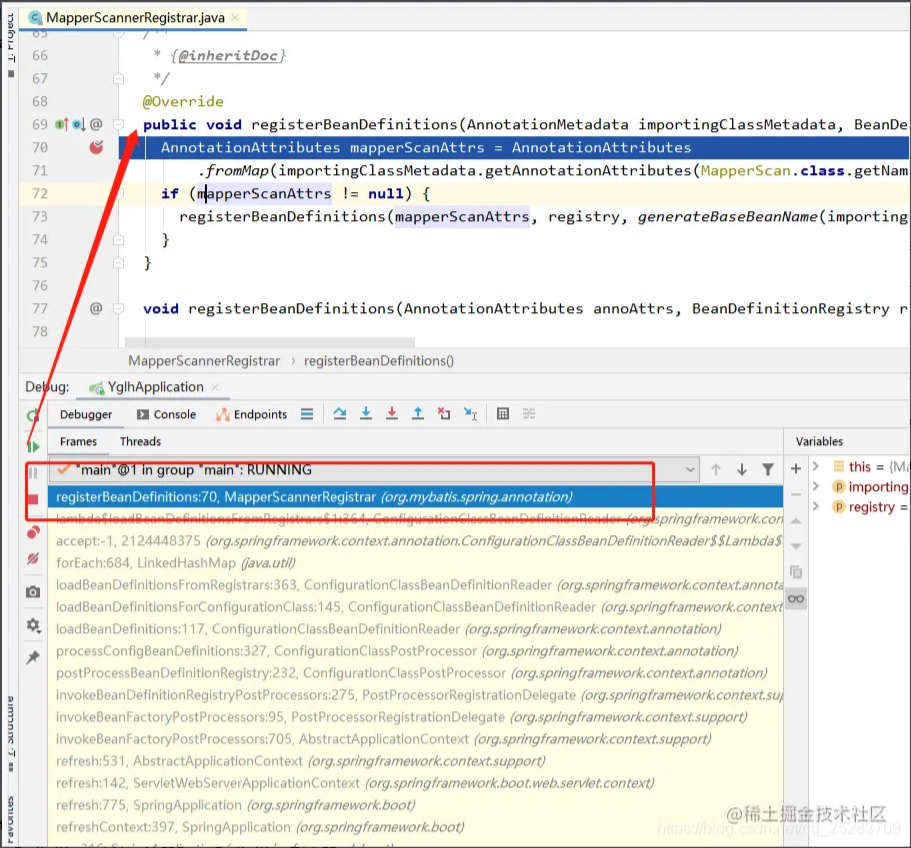 MapperScannerRegistrar.java ×
1: Project
65 /**
66 * {@inheritDoc}
67 */
68 @Override
69 @ public void registerBeanDefinitions(AnnotationMetadata importingClassMetadata, BeanDe
70 AnnotationAttributes mapperScanAttrs = AnnotationAttributes
71 .fromMap(importingClassMetadata.getAnnotationAttributes(MapperScan.class.getNam
72 if (mapperScanAttrs != null) {
73 registerBeanDefinitions(mapperScanAttrs, registry, generateBaseBeanName(importing
74 }
75 }
76
77 @ void registerBeanDefinitions(AnnotationAttributes annoAttrs, BeanDefinitionRegistry r
78
MapperScannerRegistrar › registerBeanDefinitions()
Debug: YglhApplication ×
Debugger Console Endpoints
Frames Threads Variables
"main"@1 in group "main": RUNNING
registerBeanDefinitions:70, MapperScannerRegistrar (org.mybatis.spring.annotation)
lambda$loadBeanDefinitionsFromRegistrars$1:364, ConfigurationClassBeanDefinitionReader (org.springframework.con
accept:-1, 2124448375 (org.springframework.context.annotation.ConfigurationClassBeanDefinitionReader$$Lambda$
forEach:684, LinkedHashMap (java.util)
loadBeanDefinitionsFromRegistrars:363, ConfigurationClassBeanDefinitionReader (org.springframework.context.annota
loadBeanDefinitionsForConfigurationClass:145, ConfigurationClassBeanDefinitionReader (org.springframework.context
loadBeanDefinitions:117, ConfigurationClassBeanDefinitionReader (org.springframework.context.annotation)
processConfigBeanDefinitions:327, ConfigurationClassPostProcessor (org.springframework.context.annotation)
postProcessBeanDefinitionRegistry:232, ConfigurationClassPostProcessor (org.springframework.context.annotation)
invokeBeanDefinitionRegistryPostProcessors:275, PostProcessorRegistrationDelegate (org.springframework.context.sup
invokeBeanFactoryPostProcessors:95, PostProcessorRegistrationDelegate (org.springframework.context.support)
invokeBeanFactoryPostProcessors:705, AbstractApplicationContext (org.springframework.context.support)
refresh:531, AbstractApplicationContext (org.springframework.context.support)
refresh:142, ServletWebServerApplicationContext (org.springframework.boot.web.servlet.context)
refresh:775, SpringApplication (org.springframework.boot)
refreshContext:397, SpringApplication (org.springframework.boot)
this = {Ma
importing
registry =
@稀土掘金技术社区
https://blog.csdn.net/qq_25283709